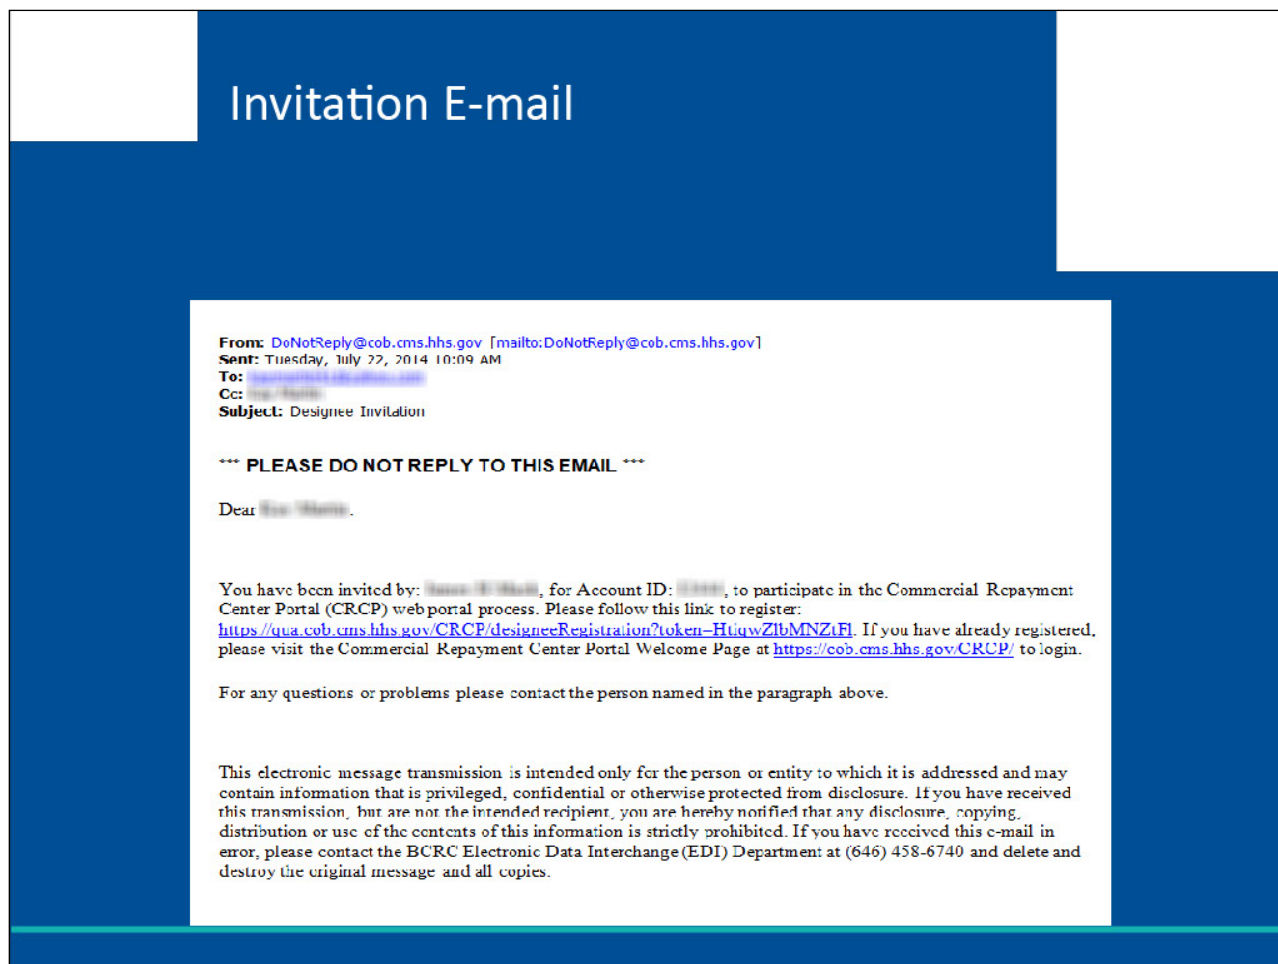 Invitation E-mail
From: DoNotReply@cob.cms.hhs.gov [mailto:DoNotReply@cob.cms.hhs.gov]
Sent: Tuesday, July 22, 2014 10:09 AM
To:
Cc:
Subject: Designee Invitation
*** PLEASE DO NOT REPLY TO THIS EMAIL ***
Dear .
You have been invited by: , for Account ID: , to participate in the Commercial Repayment
Center Portal (CRCP) web portal process. Please follow this link to register:
https://qua.cob.cms.hhs.gov/CRCP/designeeRegistration?token=HtiqwZlbMNZtFl. If you have already registered,
please visit the Commercial Repayment Center Portal Welcome Page at https://cob.cms.hhs.gov/CRCP/ to login.
For any questions or problems please contact the person named in the paragraph above.
This electronic message transmission is intended only for the person or entity to which it is addressed and may
contain information that is privileged, confidential or otherwise protected from disclosure. If you have received
this transmission, but are not the intended recipient, you are hereby notified that any disclosure, copying,
distribution or use of the contents of this information is strictly prohibited. If you have received this e-mail in
error, please contact the BCRC Electronic Data Interchange (EDI) Department at (646) 458-6740 and delete and
destroy the original message and all copies.